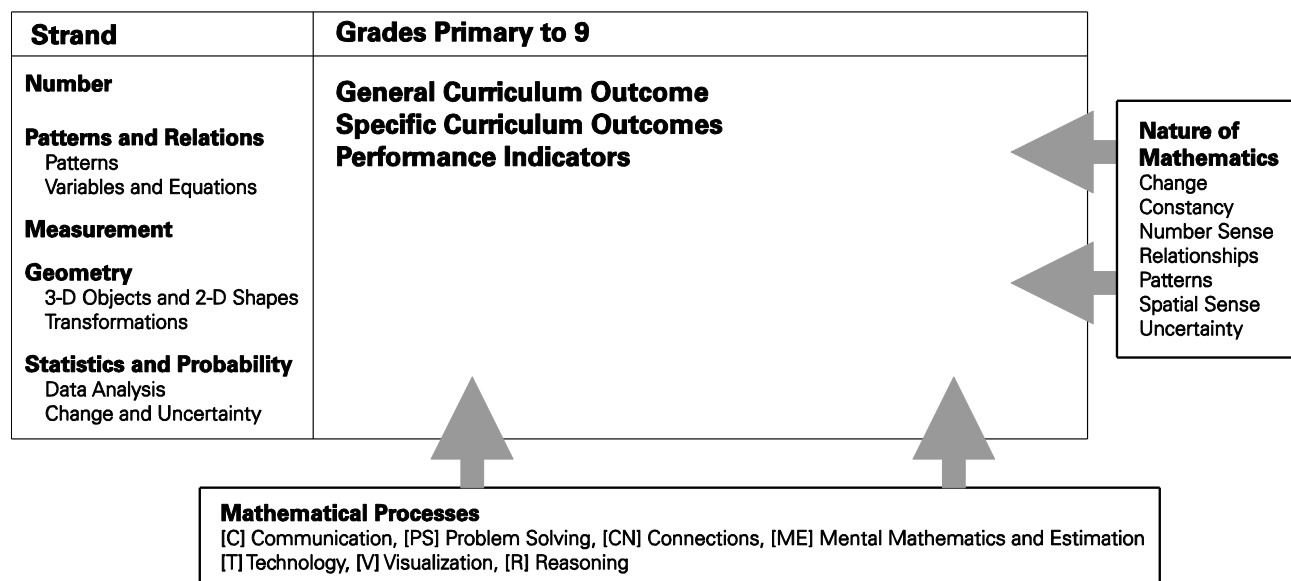 Strand
Grades Primary to 9
Number
Patterns and Relations
Patterns
Variables and Equations
Measurement
Geometry
3-D Objects and 2-D Shapes
Transformations
Statistics and Probability
Data Analysis
Change and Uncertainty
General Curriculum Outcome
Specific Curriculum Outcomes
Performance Indicators
Nature of
Mathematics
Change
Constancy
Number Sense
Relationships
Patterns
Spatial Sense
Uncertainty
Mathematical Processes
[C] Communication, [PS] Problem Solving, [CN] Connections, [ME] Mental Mathematics and Estimation
[T] Technology, [V] Visualization, [R] Reasoning